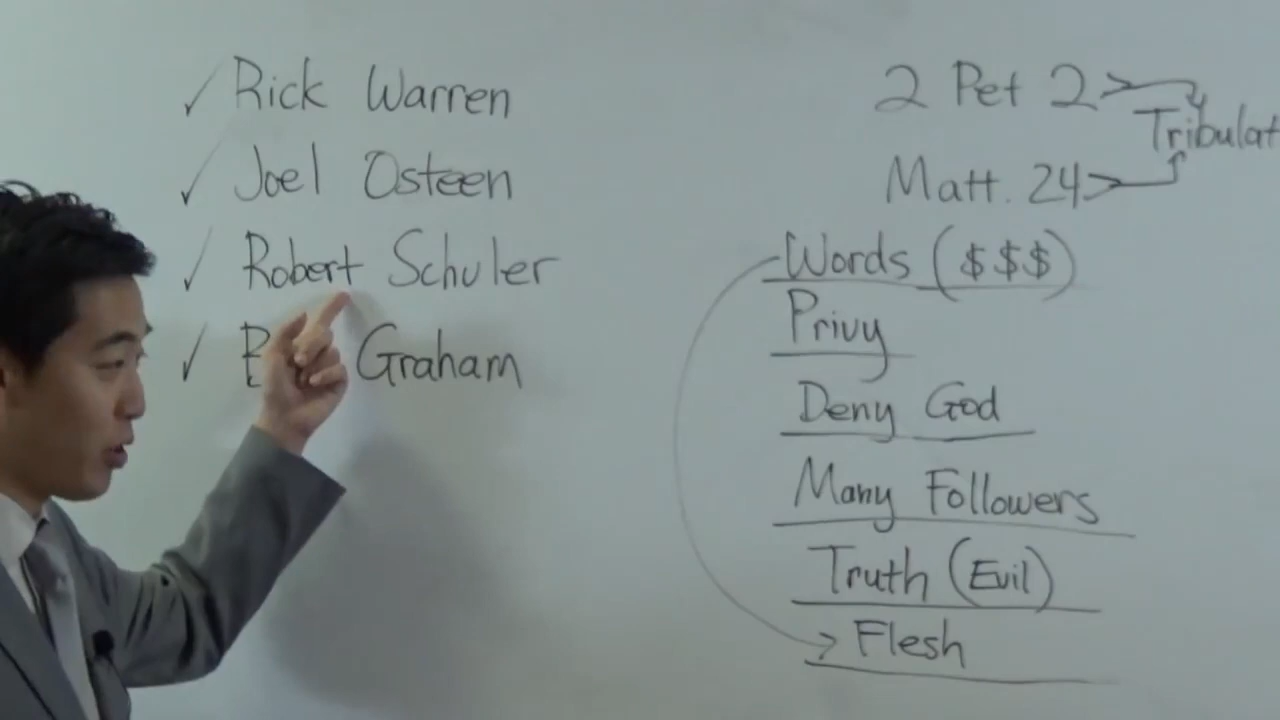 ✓ Rick Warren
✓ Joel Osteen
✓ Robert Schuler
✓ Graham
2 Pet 2
Tribulat
Matt. 24
Words ($$$)
Privy
Deny God
Many Followers
Truth (Evil)
Flesh